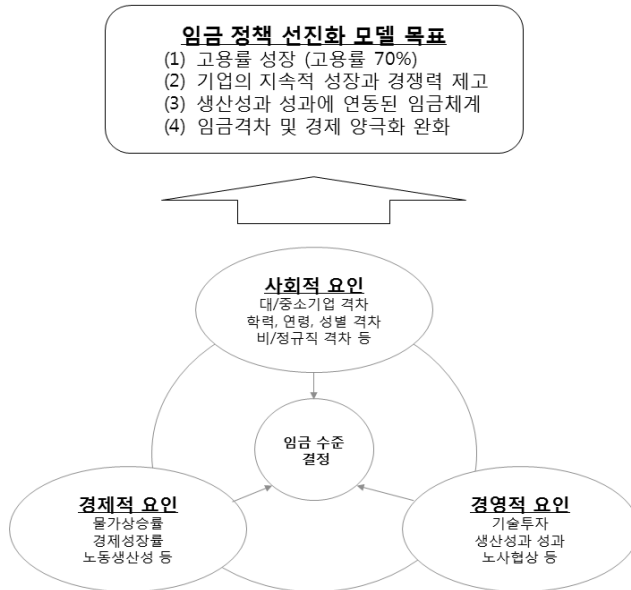 임금 정책 선진화 모델 목표
(1) 고용률 성장 (고용률 70%)
(2) 기업의 지속적 성장과 경쟁력 제고
(3) 생산성과 성과에 연동된 임금체계
(4) 임금격차 및 경제 양극화 완화
사회적 요인
대/중소기업 격차
학력, 연령, 성별 격차
비/정규직 격차 등
임금 수준
결정
경제적 요인
물가상승률
경제성장률
노동생산성 등
경영적 요인
기술투자
생산성과 성과
노사협상 등